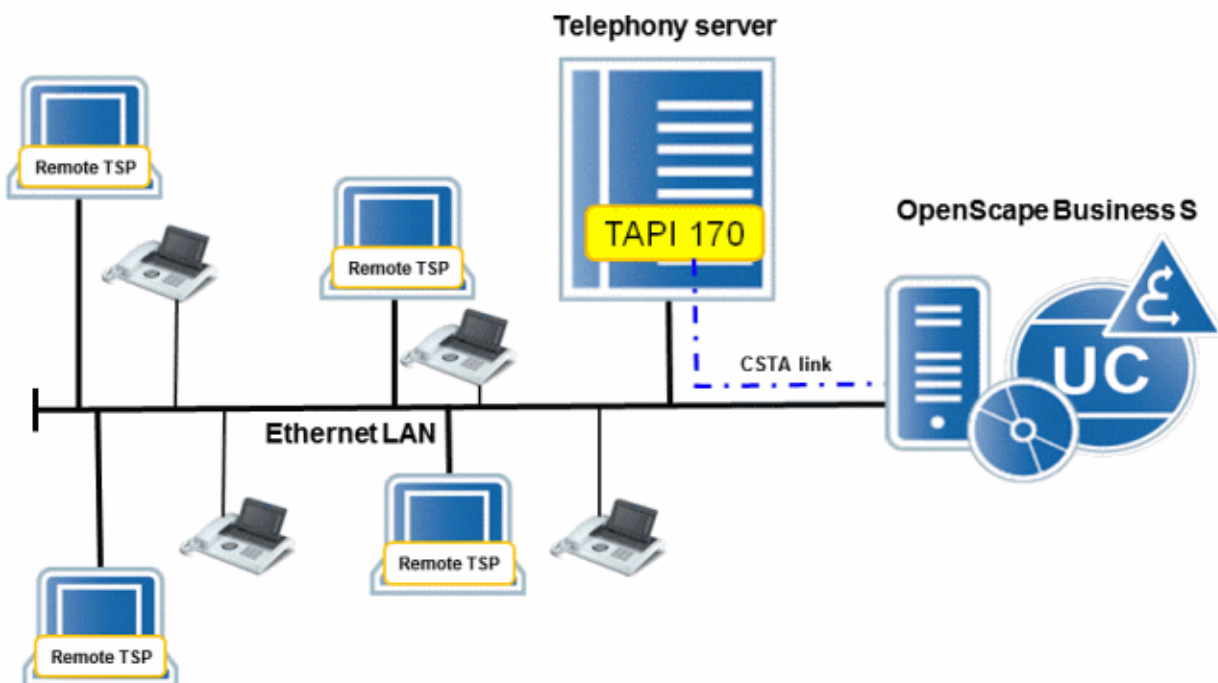 Telephony server
Remote TSP
TAPI 170
OpenScape Business S
Remote TSP
UC
CSTA link
Ethernet LAN
Remote TSP
Remote TSP